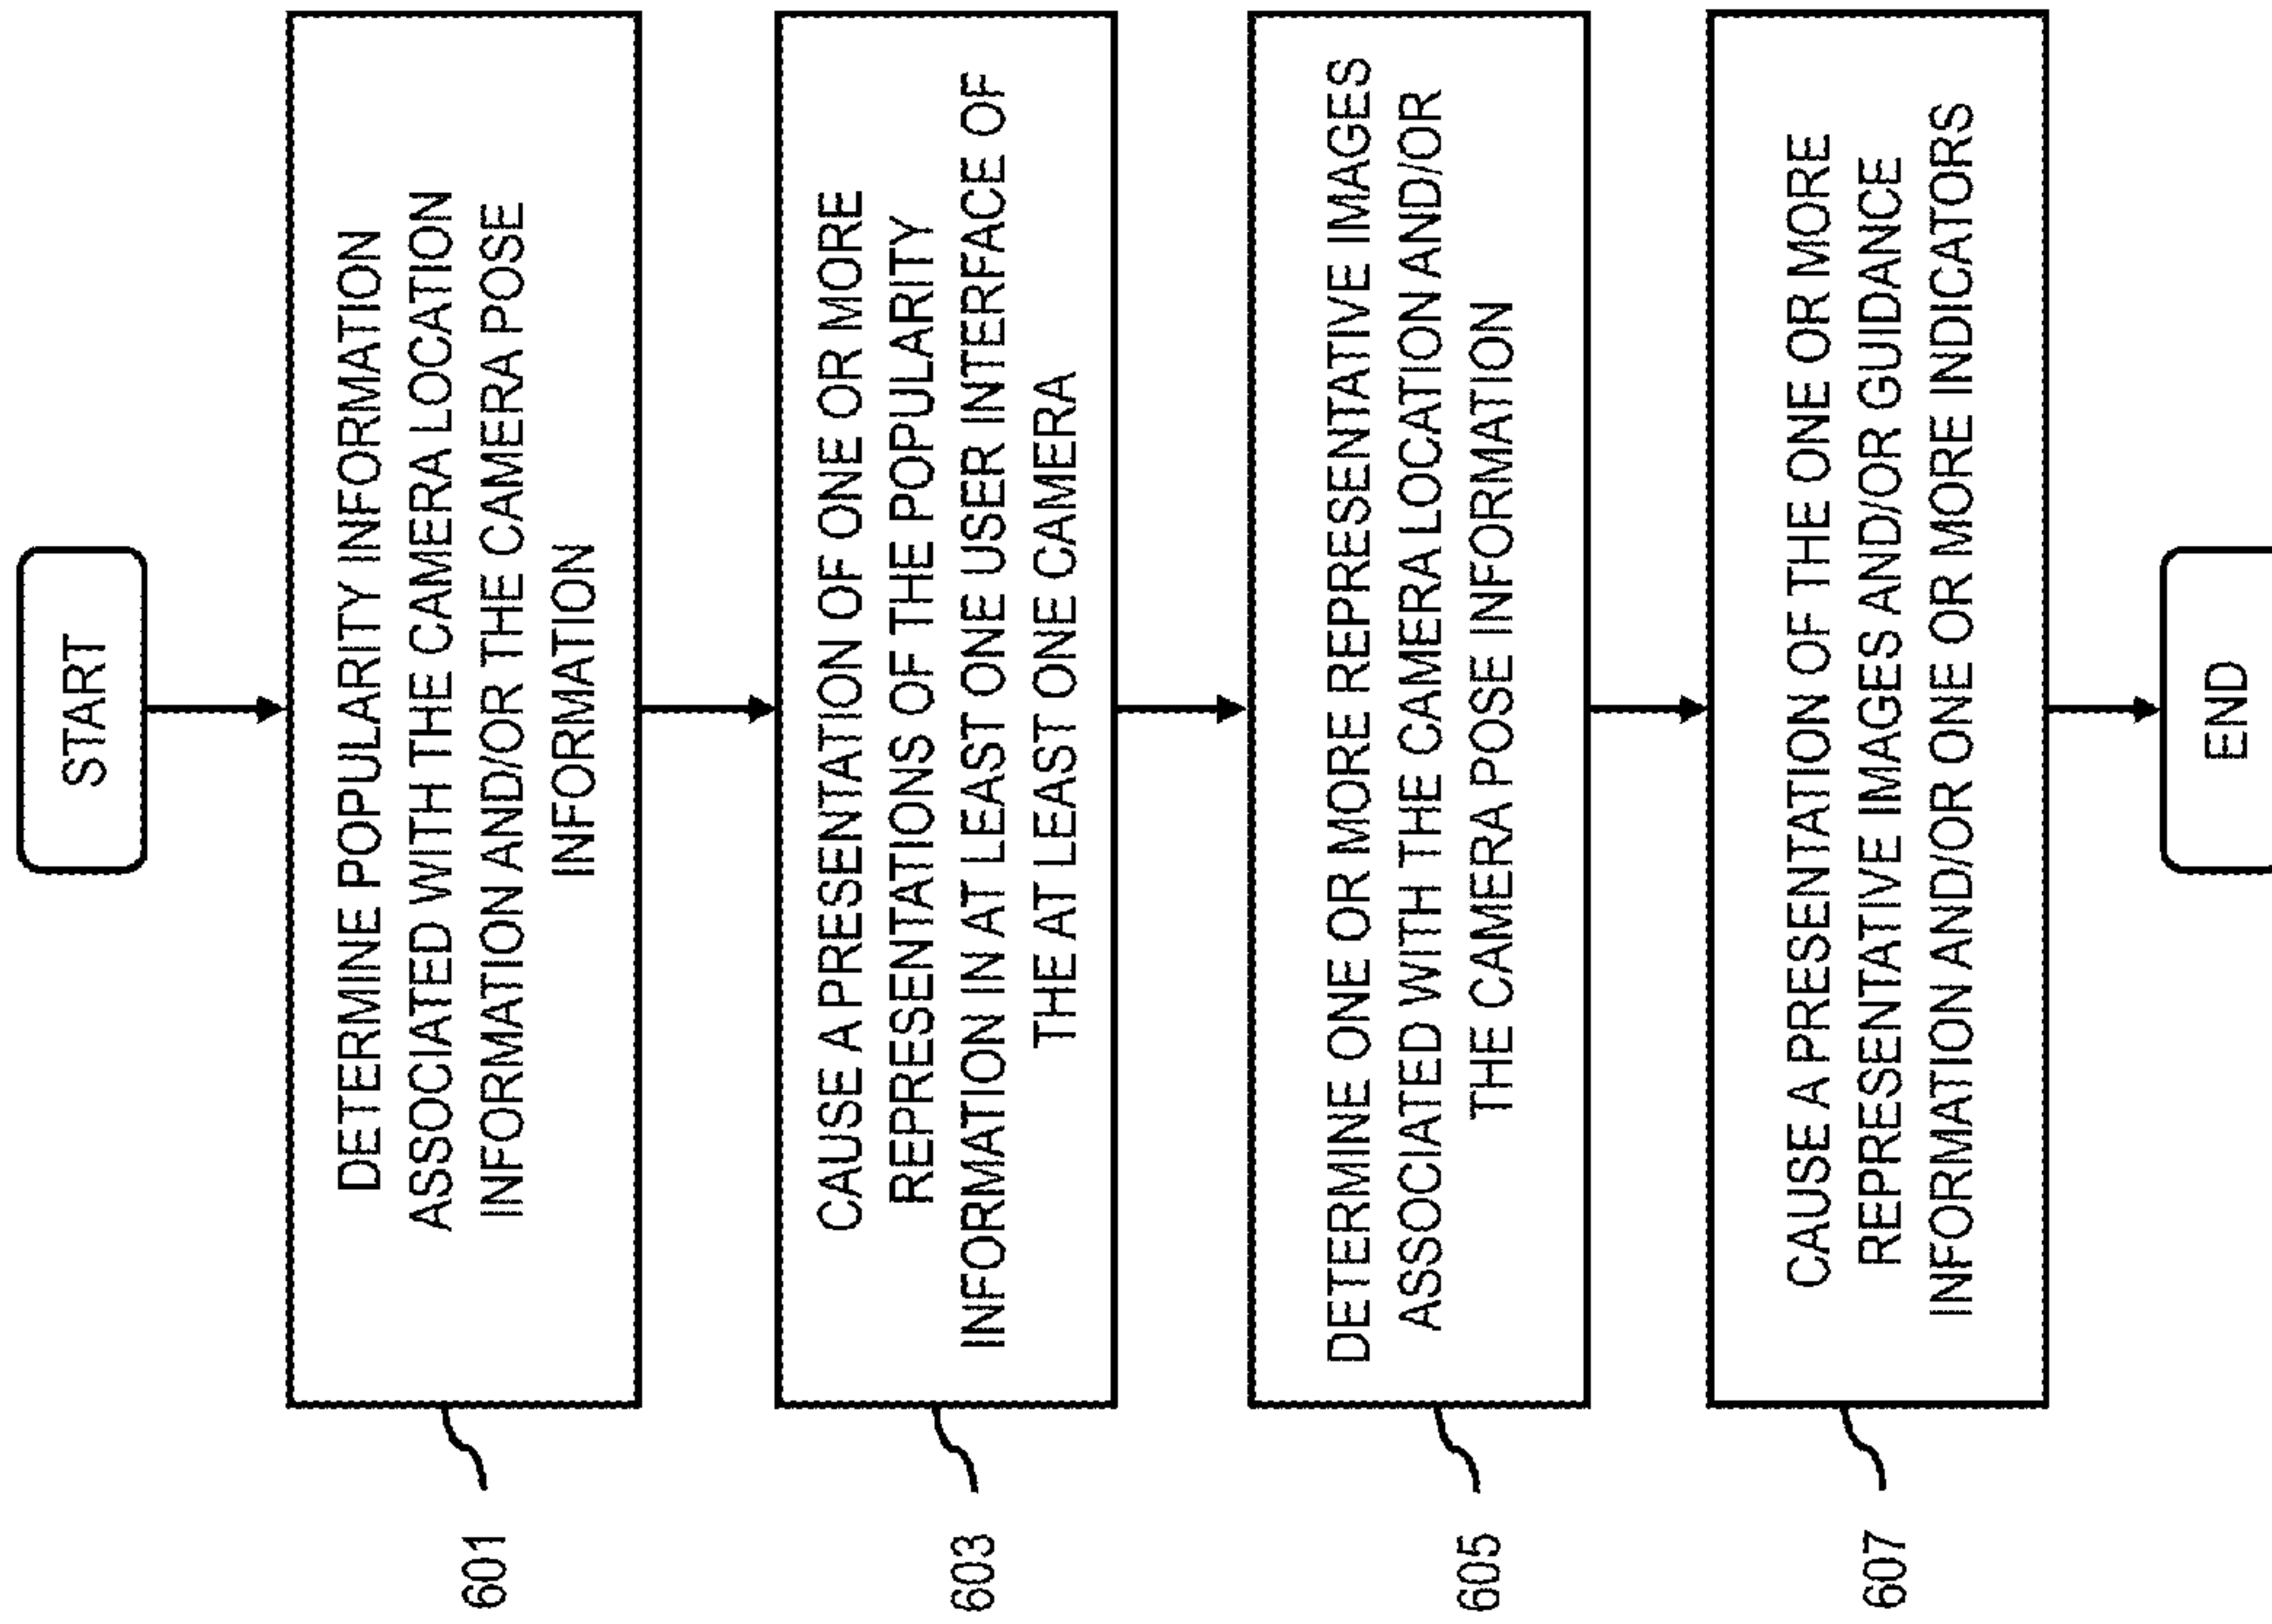 START
601
DETERMINE POPULARITY INFORMATION
ASSOCIATED WITH THE CAMERA LOCATION
INFORMATION AND/OR THE CAMERA POSE
INFORMATION
603
CAUSE A PRESENTATION OF ONE OR MORE
REPRESENTATIONS OF THE POPULARITY
INFORMATION IN AT LEAST ONE USER INTERFACE OF
THE AT LEAST ONE CAMERA
605
DETERMINE ONE OR MORE REPRESENTATIVE IMAGES
ASSOCIATED WITH THE CAMERA LOCATION AND/OR
THE CAMERA POSE INFORMATION
607
CAUSE A PRESENTATION OF THE ONE OR MORE
REPRESENTATIVE IMAGES AND/OR GUIDANCE
INFORMATION AND/OR ONE OR MORE INDICATORS
END